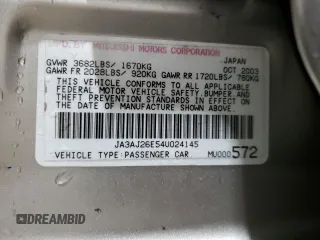 MFD.BY MITSUBISHI MOTORS CORPORATION
GVWR 3682LBS/ 1670KG JAPAN
GAWR FR 2028LBS/ 920KG GAWR RR 1720LBS/ 780KG OCT 2003
THIS VEHICLE CONFORMS TO ALL APPLICABLE
FEDERAL MOTOR VEHICLE SAFETY,BUMPER,AND
THEFT PREVENTION STANDARDS IN EFFECT ON THE
DATE OF MANUFACTURE SHOWN ABOVE.
JA3AJ26E54U024145
VEHICLE TYPE:PASSENGER CAR MU000572
DREAMBID